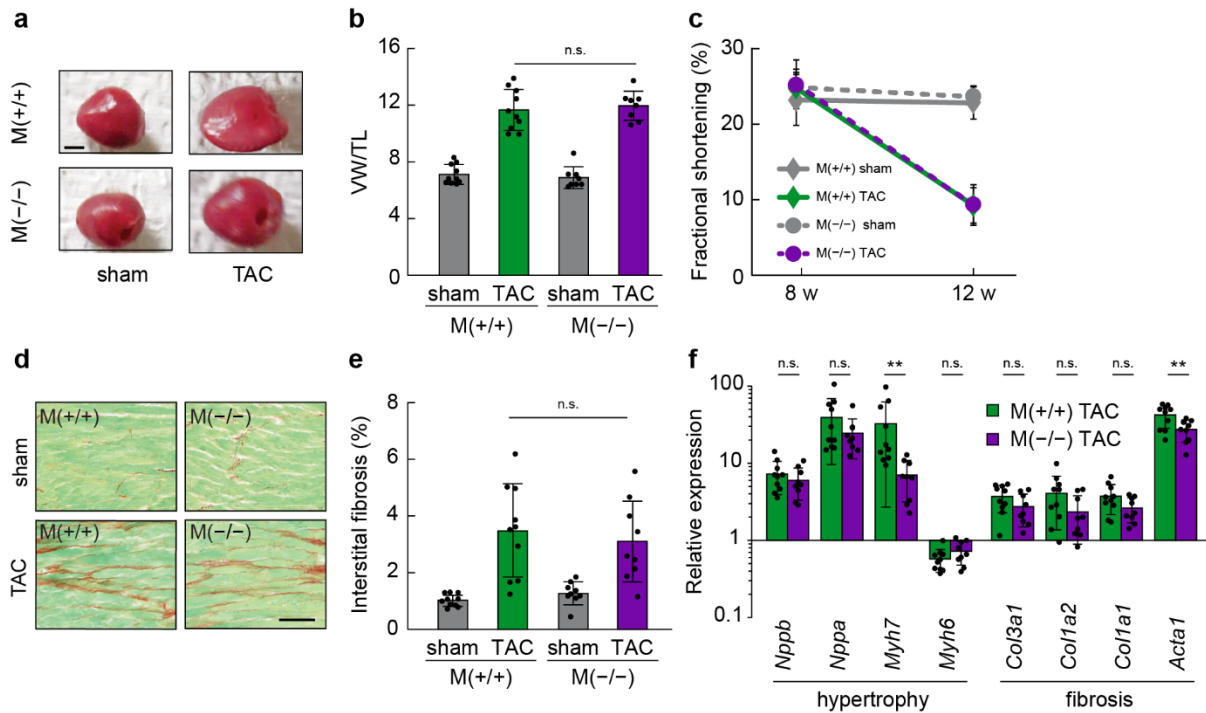 a
M(+/+)
M(−/−)
sham TAC
b
VW/TL
16
12
8
4
0
n.s.
sham TAC sham TAC
M(+/+) M(−/−)
c
Fractional shortening (%)
30
20
10
0
M(+/+) sham
M(+/+) TAC
M(−/−) sham
M(−/−) TAC
8 w 12 w
d
sham
TAC
M(+/+) M(−/−)
M(+/+) M(−/−)
e
Interstital fibrosis (%)
8
6
4
2
0
n.s.
sham TAC sham TAC
M(+/+) M(−/−)
f
n.s. n.s. ** n.s. n.s. n.s. n.s. **
Relative expression
100
10
1
0.1
M(+/+) TAC
M(−/−) TAC
Nppb Nppa Myh7 Myh6 Col3a1 Col1a2 Col1a1 Acta1
hypertrophy fibrosis